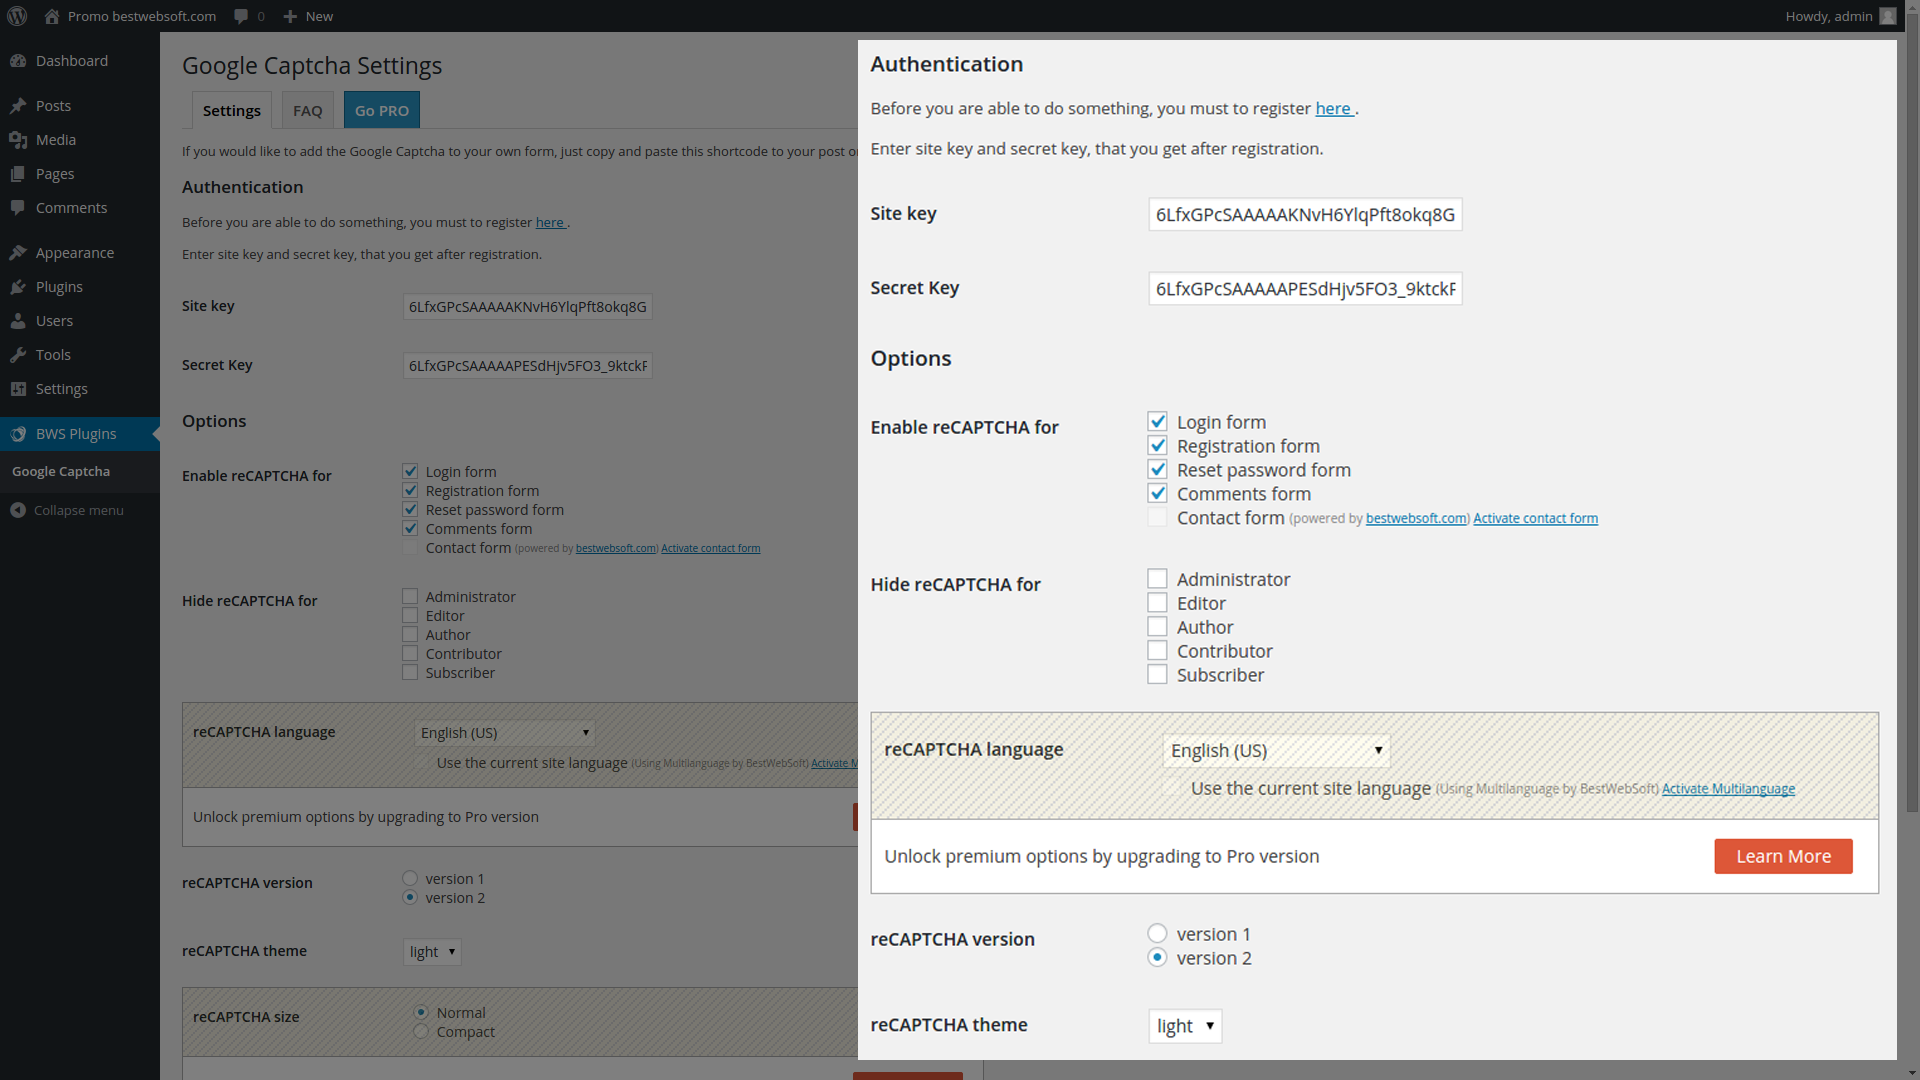 Promo bestwebsoft.com 0 New Howdy, admin
Dashboard
Posts
Media
Pages
Comments
Appearance
Plugins
Users
Tools
Settings
BWS Plugins
Google Captcha
Collapse menu
Google Captcha Settings
Settings FAQ Go PRO
If you would like to add the Google Captcha to your own form, just copy and paste this shortcode to your post
Authentication
Before you are able to do something, you must to register here .
Enter site key and secret key, that you get after registration.
Site key 6LfxGPcSAAAAAKNvH6YlqPft8okq8G
Secret Key 6LfxGPcSAAAAAPESdHjv5FO3_9ktckF
Options
Enable reCAPTCHA for
Login form
Registration form
Reset password form
Comments form
Contact form (powered by bestwebsoft.com) Activate contact form
Hide reCAPTCHA for
Administrator
Editor
Author
Contributor
Subscriber
reCAPTCHA language English (US)
Use the current site language (Using Multilanguage by BestWebSoft) Activate M
Unlock premium options by upgrading to Pro version
reCAPTCHA version
version 1
version 2
reCAPTCHA theme light
reCAPTCHA size
Normal
Compact
Authentication
Before you are able to do something, you must to register here .
Enter site key and secret key, that you get after registration.
Site key 6LfxGPcSAAAAAKNvH6YlqPft8okq8G
Secret Key 6LfxGPcSAAAAAPESdHjv5FO3_9ktckF
Options
Enable reCAPTCHA for
Login form
Registration form
Reset password form
Comments form
Contact form (powered by bestwebsoft.com) Activate contact form
Hide reCAPTCHA for
Administrator
Editor
Author
Contributor
Subscriber
reCAPTCHA language English (US)
Use the current site language (Using Multilanguage by BestWebSoft) Activate Multilanguage
Unlock premium options by upgrading to Pro version Learn More
reCAPTCHA version
version 1
version 2
reCAPTCHA theme light